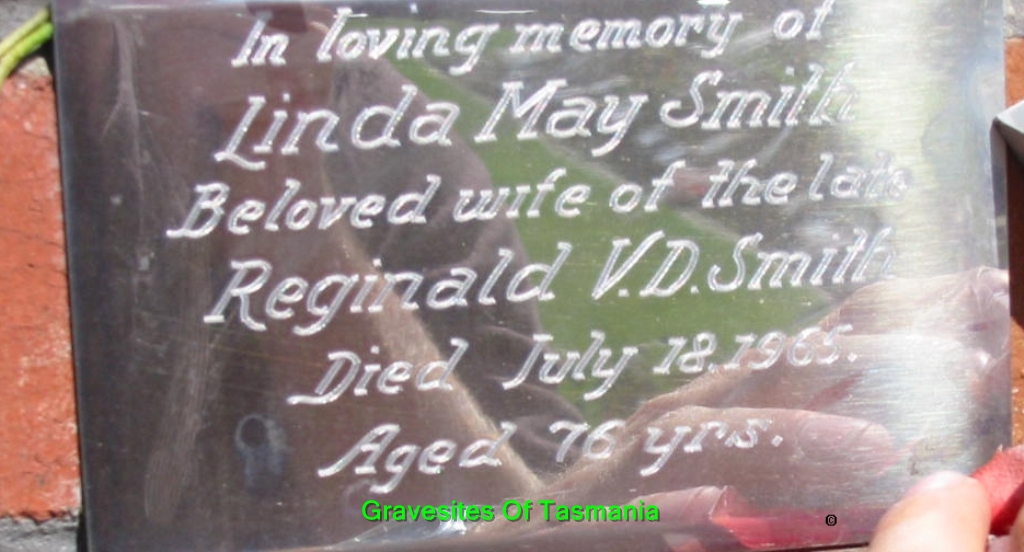 In loving memory of
Linda May Smith
Beloved wife of the late
Reginald V.D. Smith
Died July 18. 1965.
Aged 76 yrs.
Gravesites Of Tasmania
©